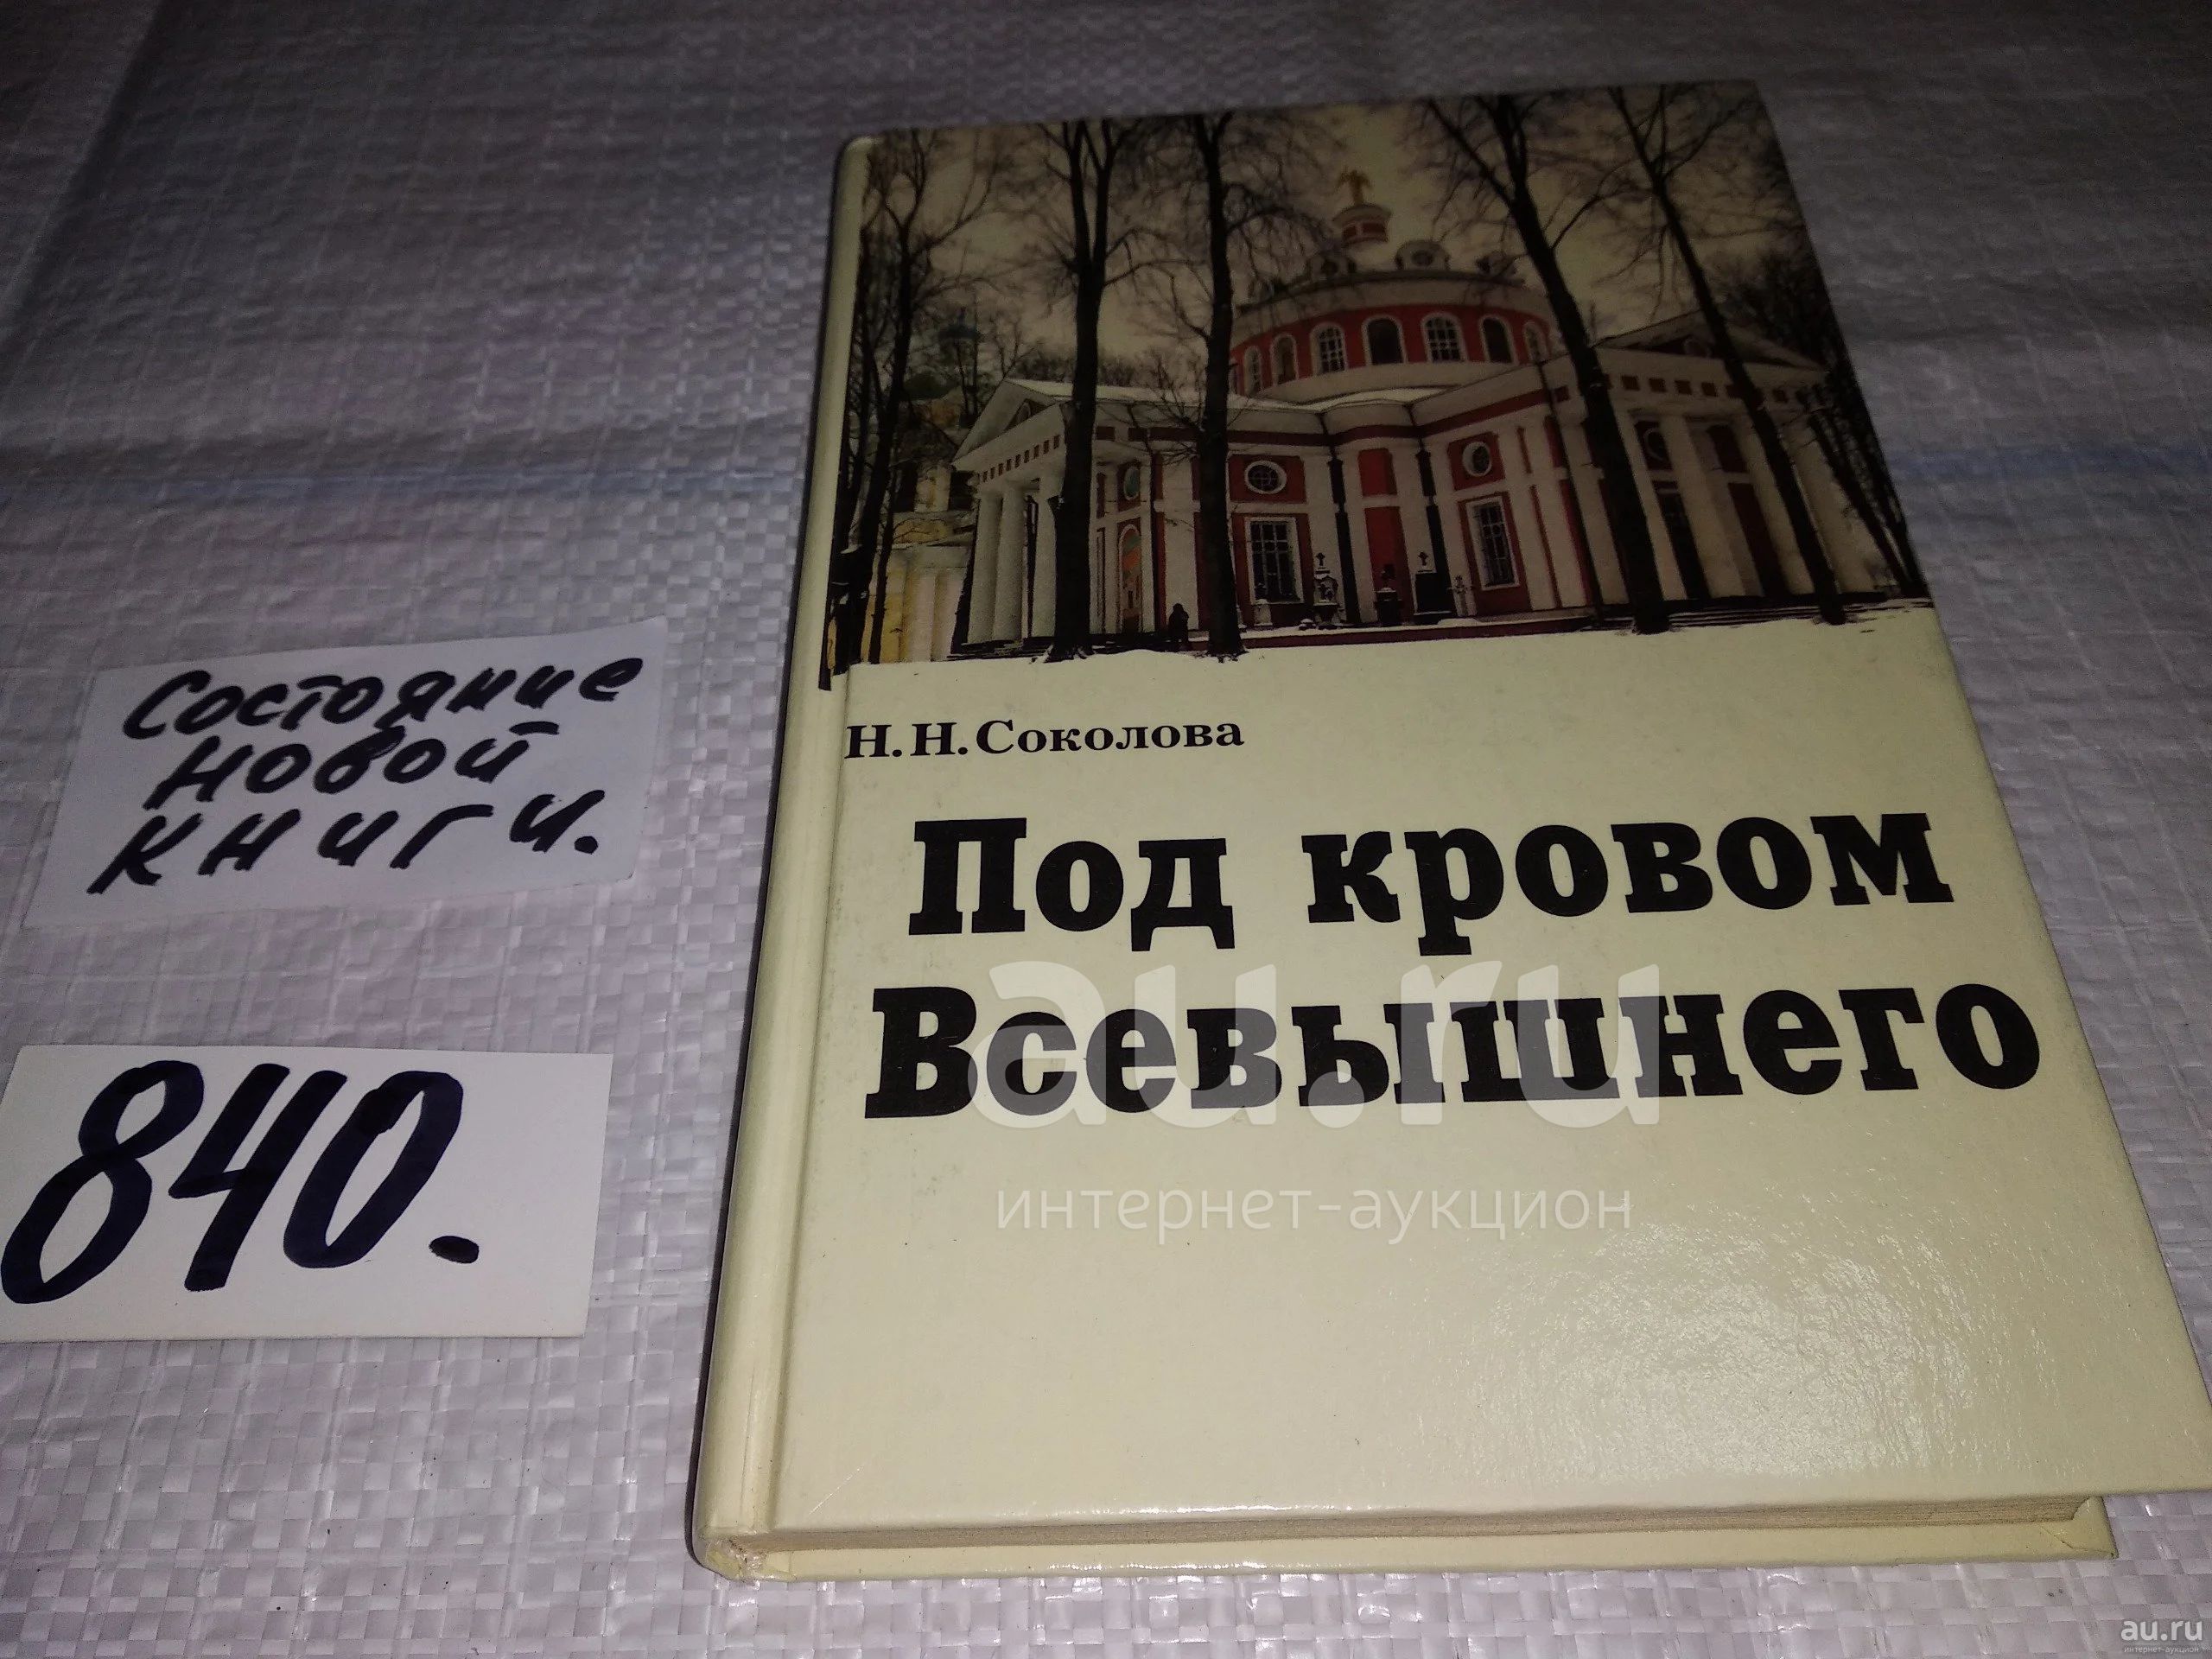 Состояние
новой
книги.
840.
Н.Н.Соколова
Под кровом
Всевышнего
au.ru
интернет-аукцион
au.ru
интернет-аукцион